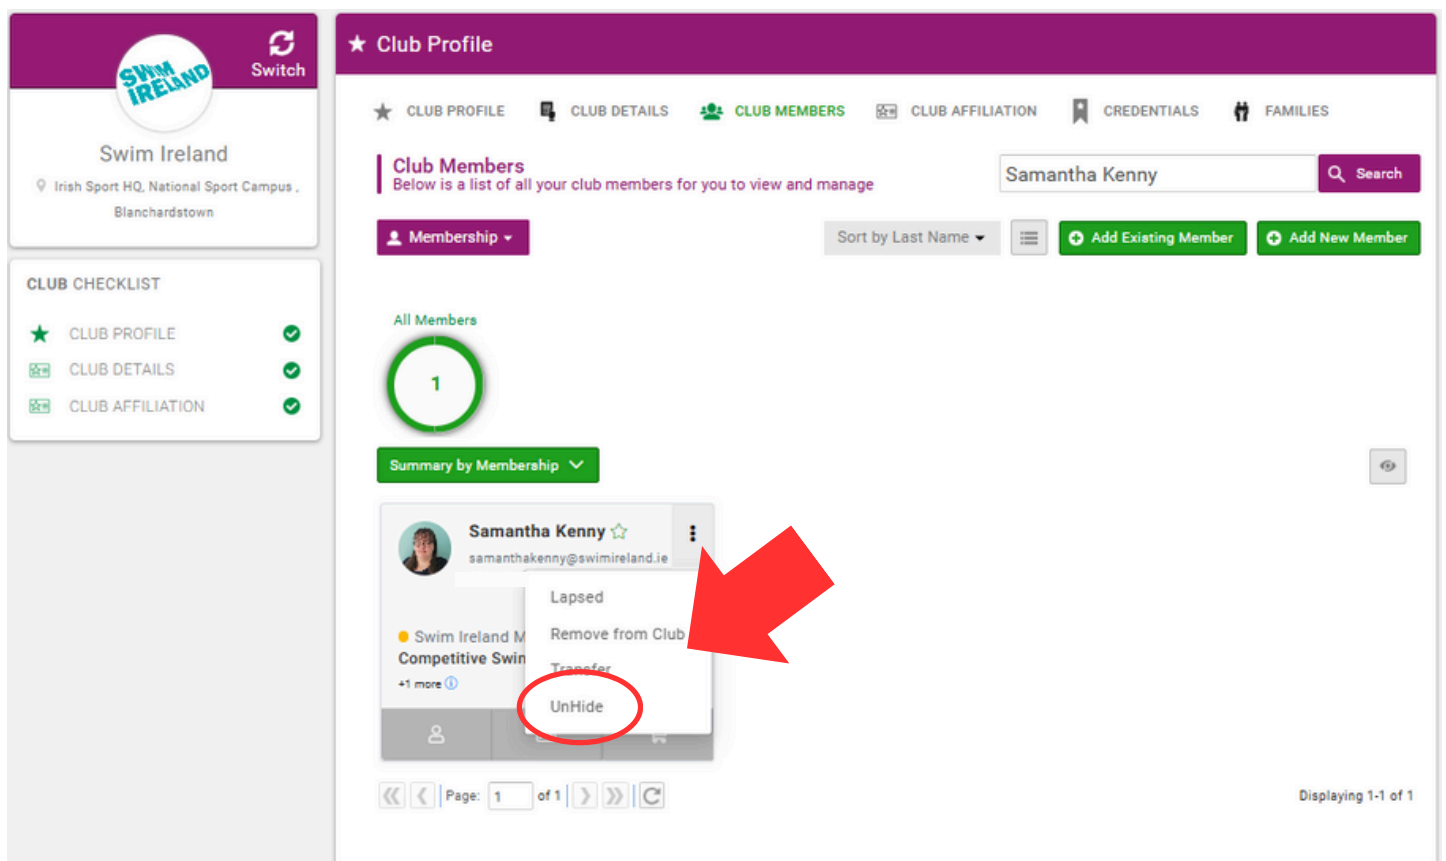 Switch
SWIM
IRELAND
Swim Ireland
Irish Sport HQ, National Sport Campus ,
Blanchardstown
CLUB CHECKLIST
CLUB PROFILE
CLUB DETAILS
CLUB AFFILIATION
Club Profile
CLUB PROFILE CLUB DETAILS CLUB MEMBERS CLUB AFFILIATION CREDENTIALS FAMILIES
Club Members
Below is a list of all your club members for you to view and manage
Samantha Kenny Search
Membership Sort by Last Name Add Existing Member Add New Member
All Members
1
Summary by Membership
Samantha Kenny
samanthakenny@swimireland.ie
Lapsed
Remove from Club
Transfer
UnHide
Swim Ireland M
Competitive Swim
+1 more
Page: 1 of 1
Displaying 1-1 of 1